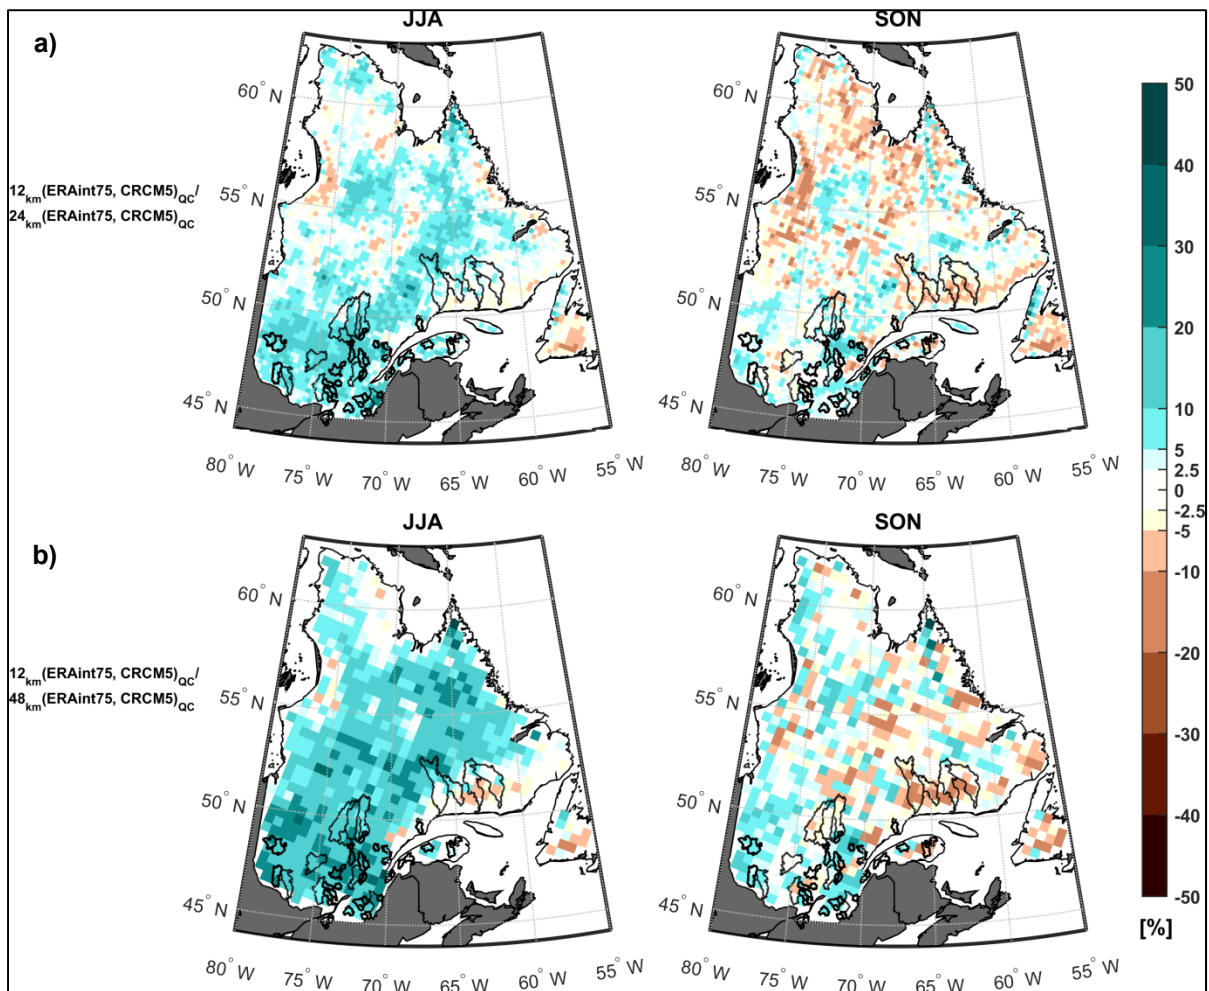 JJA
SON
a)
60° N
55° N
50° N
45° N
80° W
75° W
70° W
65° W
60° W
55° W
60° N
55° N
50° N
45° N
80° W
75° W
70° W
65° W
60° W
55° W
12km(ERAint75, CRCM5)QC/
24km(ERAint75, CRCM5)QC
JJA
SON
b)
60° N
55° N
50° N
45° N
80° W
75° W
70° W
65° W
60° W
55° W
60° N
55° N
50° N
45° N
80° W
75° W
70° W
65° W
60° W
55° W
12km(ERAint75, CRCM5)QC/
48km(ERAint75, CRCM5)QC
50
40
30
20
10
5
2.5
0
-2.5
-5
-10
-20
-30
-40
-50
[%]